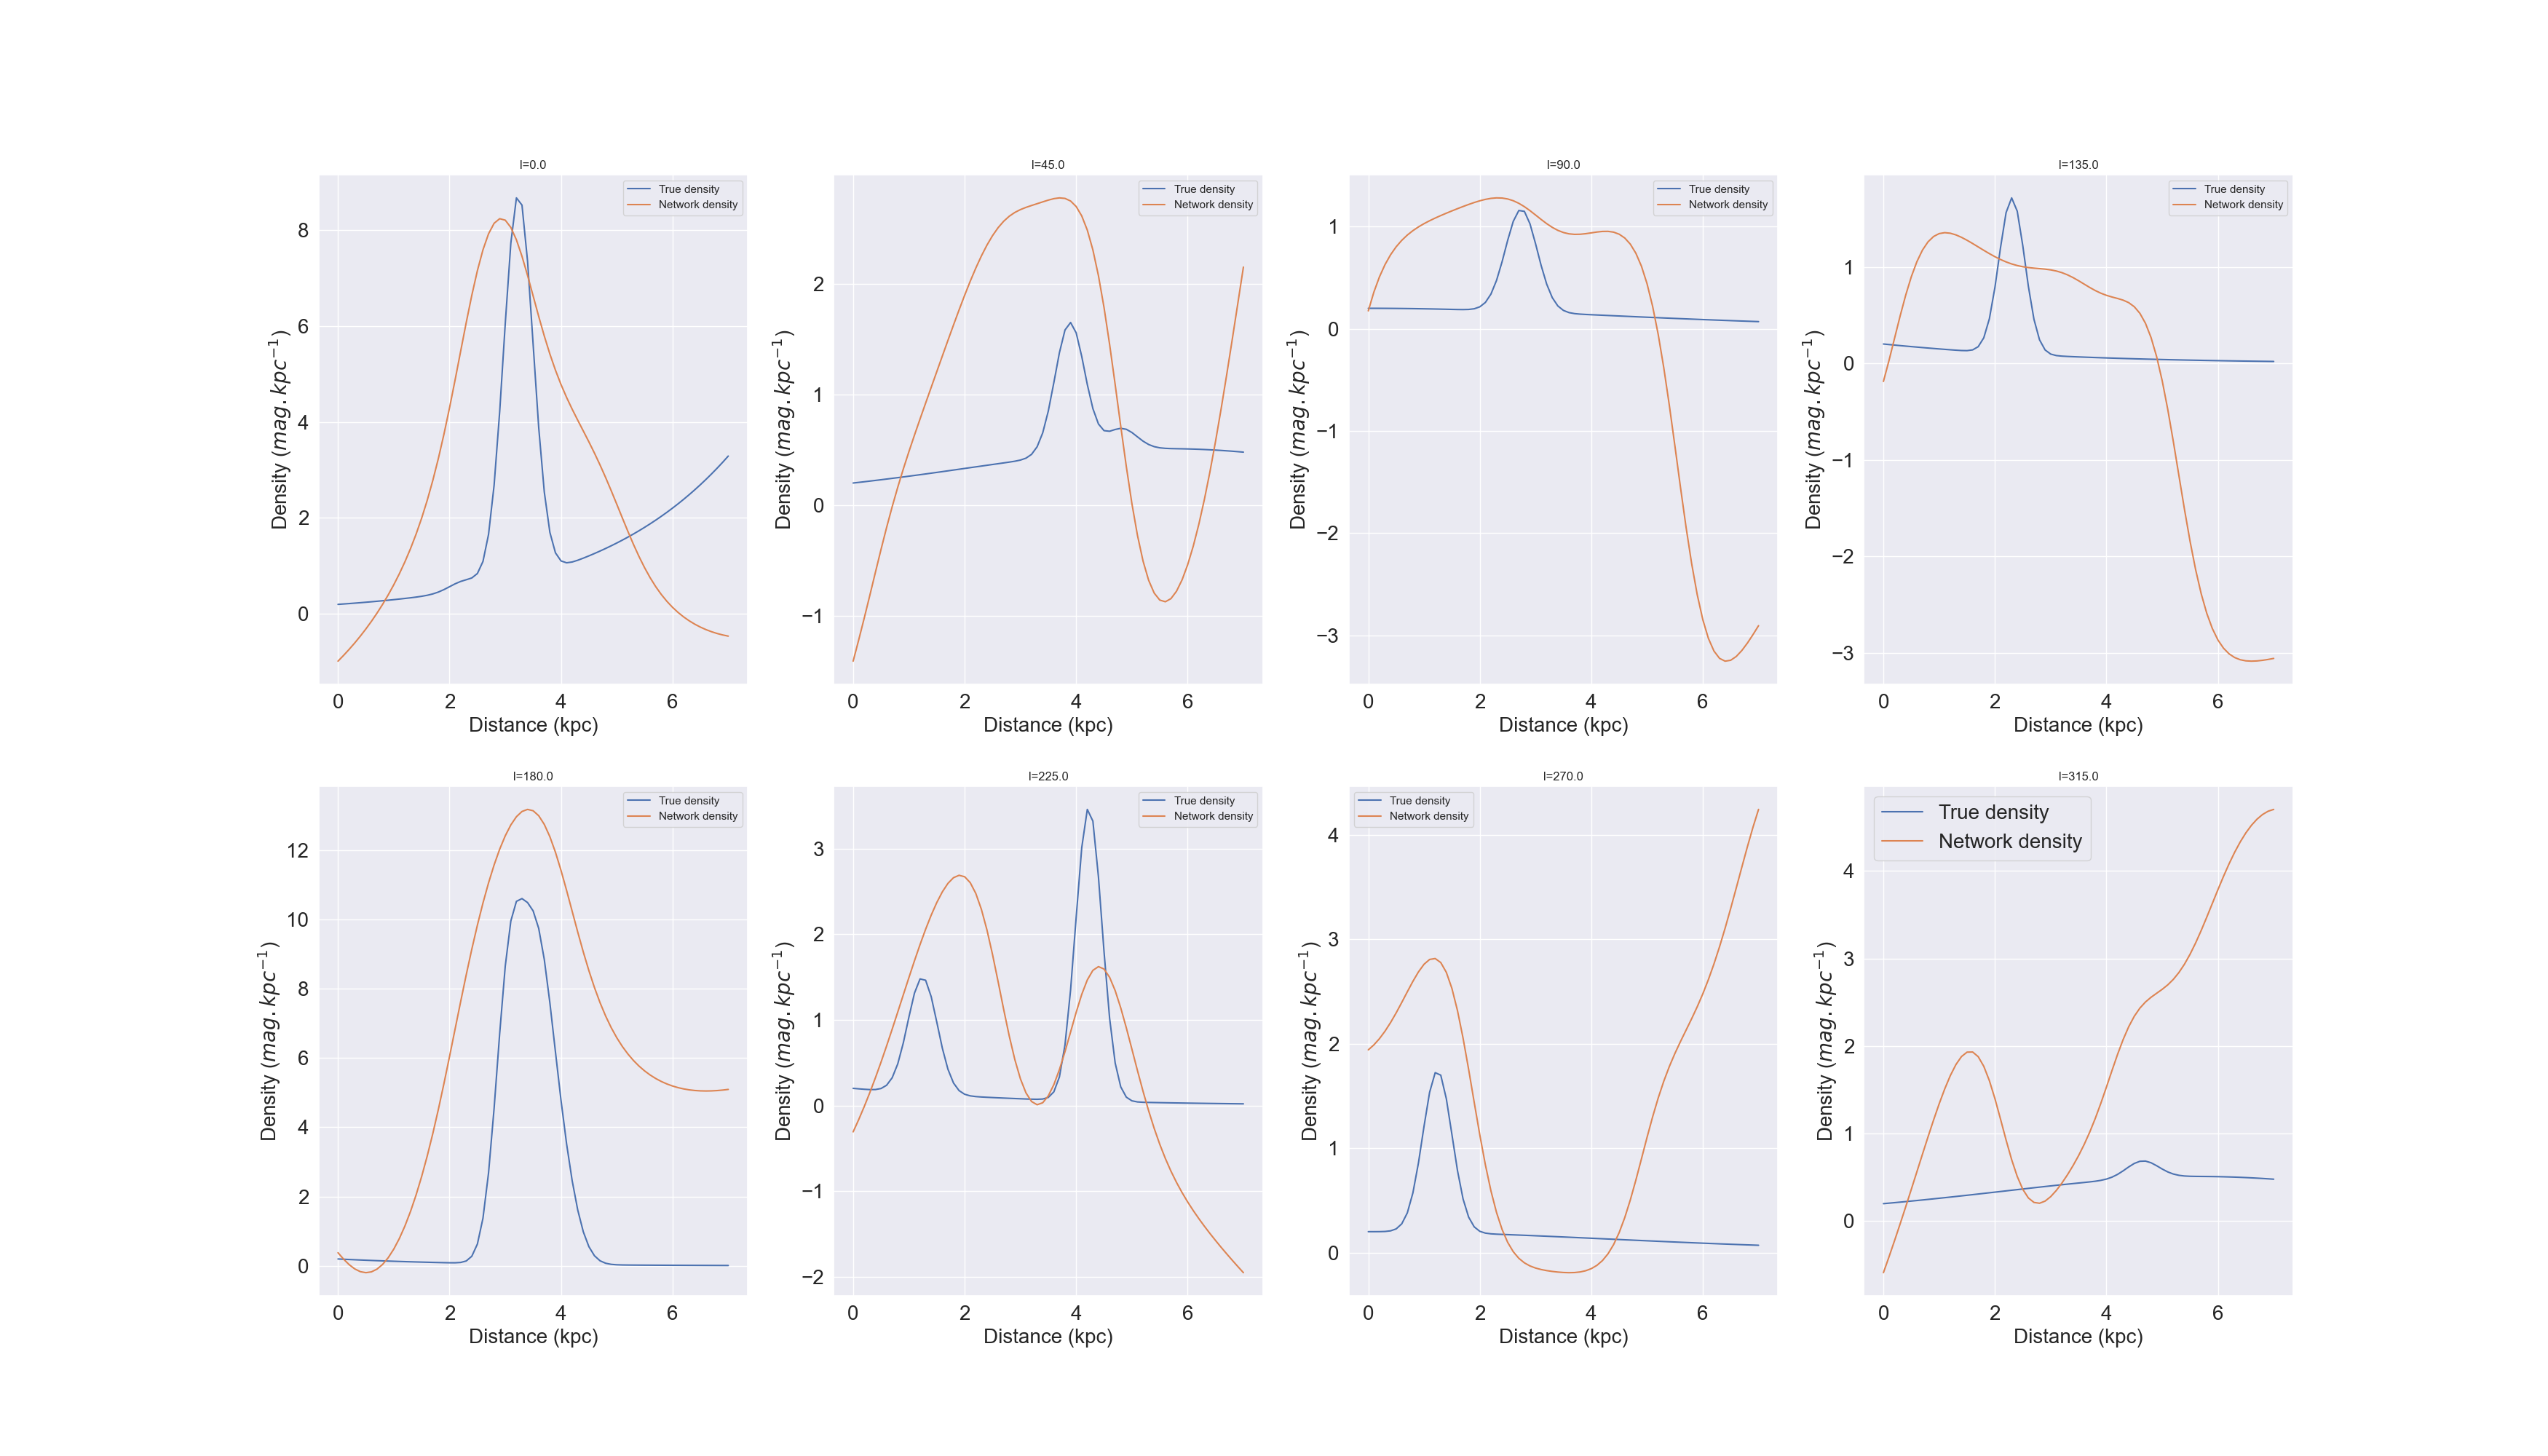 l=0.0
True density
Network density
8
6
4
2
0
Density (mag.kpc⁻¹)
0 2 4 6
Distance (kpc)
l=45.0
True density
Network density
2
1
0
−1
Density (mag.kpc⁻¹)
0 2 4 6
Distance (kpc)
l=90.0
True density
Network density
1
0
−1
−2
−3
Density (mag.kpc⁻¹)
0 2 4 6
Distance (kpc)
l=135.0
True density
Network density
1
0
−1
−2
−3
Density (mag.kpc⁻¹)
0 2 4 6
Distance (kpc)
l=180.0
True density
Network density
12
10
8
6
4
2
0
Density (mag.kpc⁻¹)
0 2 4 6
Distance (kpc)
l=225.0
True density
Network density
3
2
1
0
−1
−2
Density (mag.kpc⁻¹)
0 2 4 6
Distance (kpc)
l=270.0
True density
Network density
4
3
2
1
0
Density (mag.kpc⁻¹)
0 2 4 6
Distance (kpc)
l=315.0
True density
Network density
4
3
2
1
0
Density (mag.kpc⁻¹)
0 2 4 6
Distance (kpc)